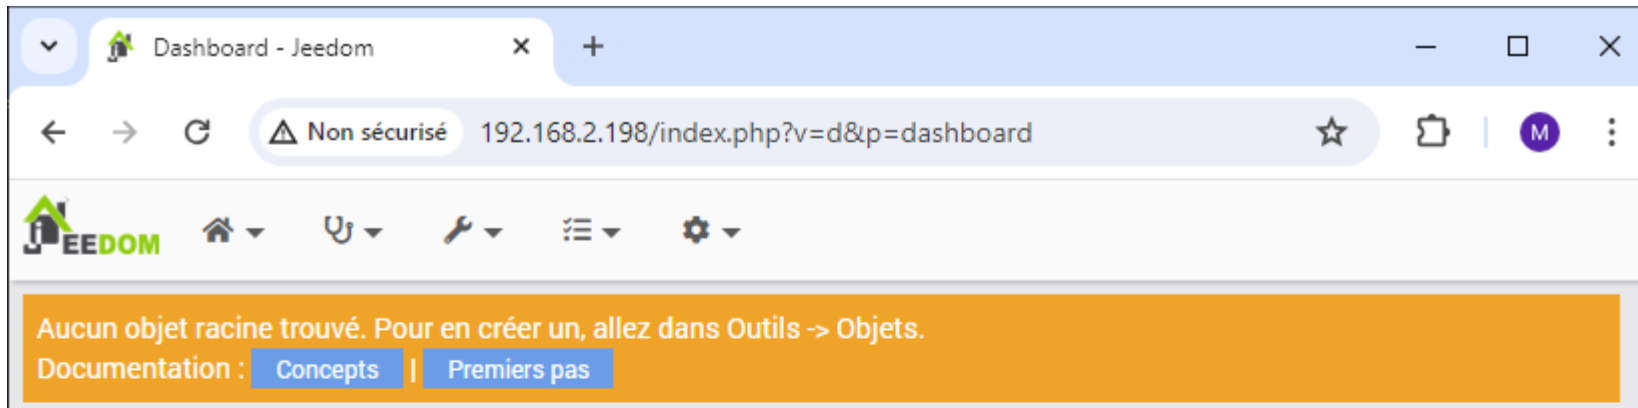 Dashboard - Jeedom
Non sécurisé 192.168.2.198/index.php?v=d&p=dashboard M
JEEDOM
Aucun objet racine trouvé. Pour en créer un, allez dans Outils -> Objets.
Documentation : Concepts | Premiers pas